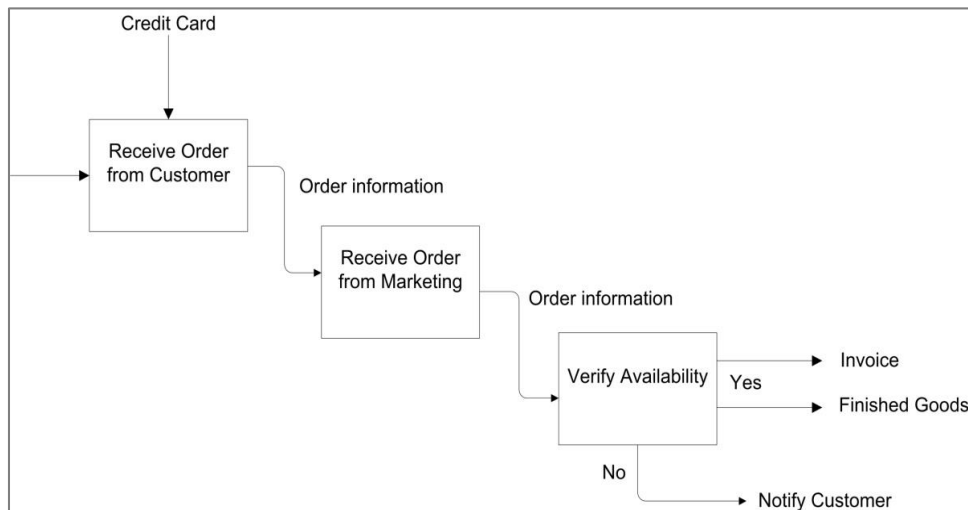 Credit Card
Receive Order
from Customer
Order information
Receive Order
from Marketing
Order information
Verify Availability
Invoice
Yes
Finished Goods
No
Notify Customer